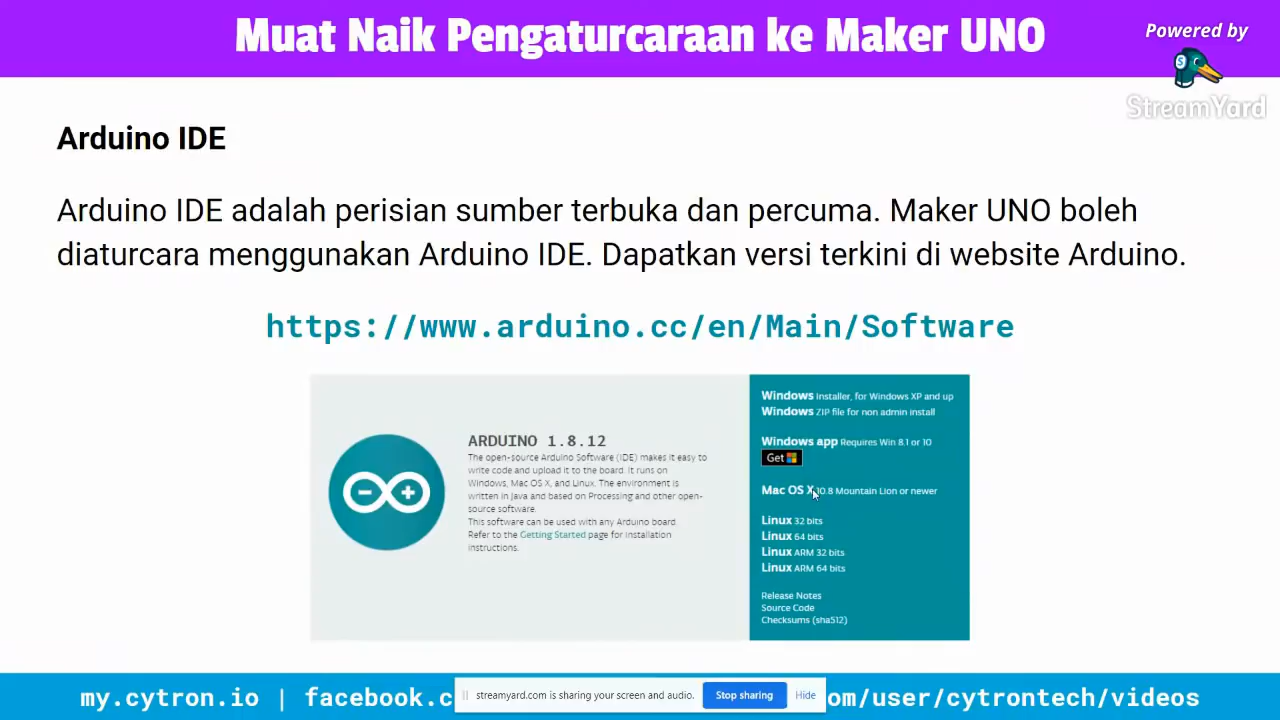 Muat Naik Pengaturcaraan ke Maker UNO
Powered by
StreamYard
Arduino IDE
Arduino IDE adalah perisian sumber terbuka dan percuma. Maker UNO boleh
diaturcara menggunakan Arduino IDE. Dapatkan versi terkini di website Arduino.
https://www.arduino.cc/en/Main/Software
ARDUINO 1.8.12
The open-source Arduino Software (IDE) makes it easy to
write code and upload it to the board. It runs on
Windows, Mac OS X, and Linux. The environment is
written in Java and based on Processing and other open-
source software.
This software can be used with any Arduino board.
Refer to the Getting Started page for installation
instructions.
Windows Installer, for Windows XP and up
Windows ZIP file for non admin install
Windows app Requires Win 8.1 or 10
Get
Mac OS X 10.8 Mountain Lion or newer
Linux 32 bits
Linux 64 bits
Linux ARM 32 bits
Linux ARM 64 bits
Release Notes
Source Code
Checksums (sha512)
my.cytron.io | facebook.c om/user/cytrontech/videos
streamyard.com is sharing your screen and audio. Stop sharing Hide